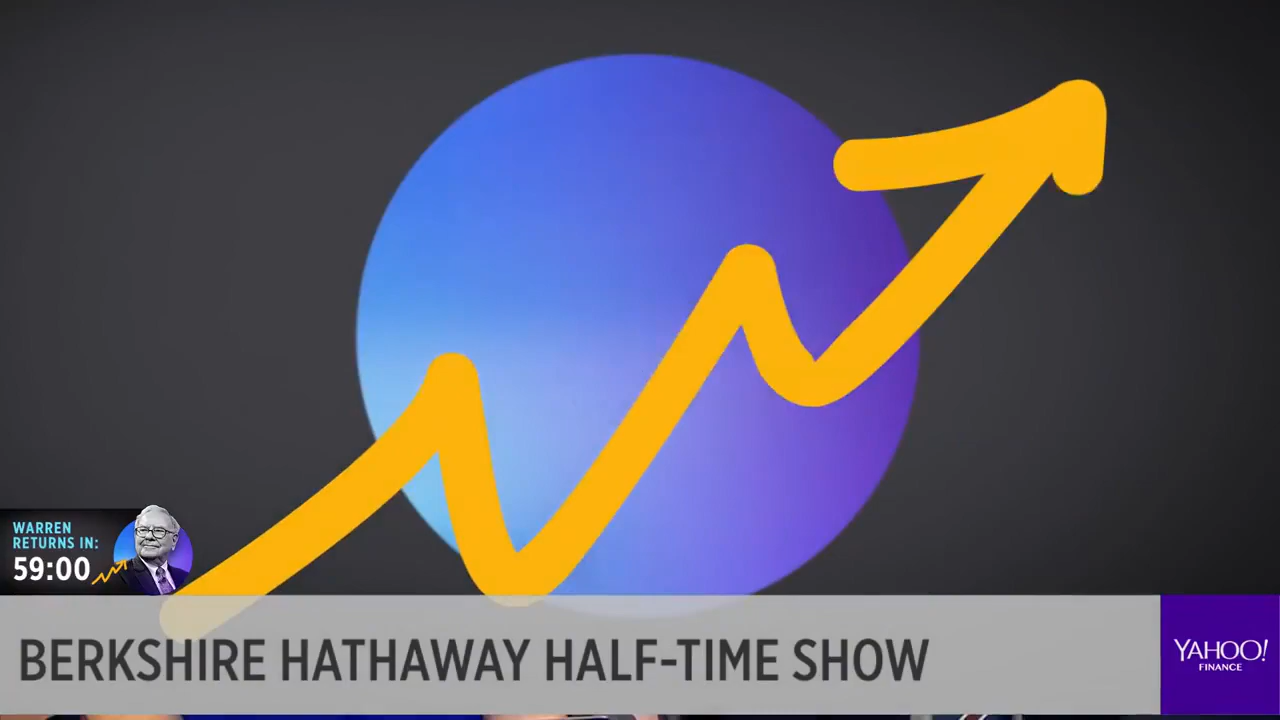 WARREN
RETURNS IN:
59:00
BERKSHIRE HATHAWAY HALF-TIME SHOW
YAHOO!
FINANCE